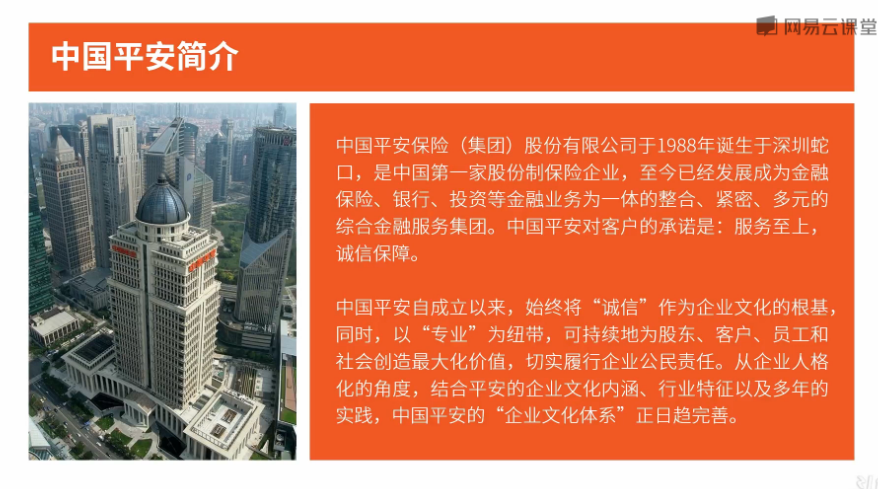 网易云课堂
中国平安简介
中国平安保险（集团）股份有限公司于1988年诞生于深圳蛇
口，是中国第一家股份制保险企业，至今已经发展成为金融
保险、银行、投资等金融业务为一体的整合、紧密、多元的
综合金融服务集团。中国平安对客户的承诺是：服务至上，
诚信保障。
中国平安自成立以来，始终将“诚信”作为企业文化的根基，
同时，以“专业”为纽带，可持续地为股东、客户、员工和
社会创造最大化价值，切实履行企业公民责任。从企业人格
化的角度，结合平安的企业文化内涵、行业特征以及多年的
实践，中国平安的“企业文化体系”正日趋完善。